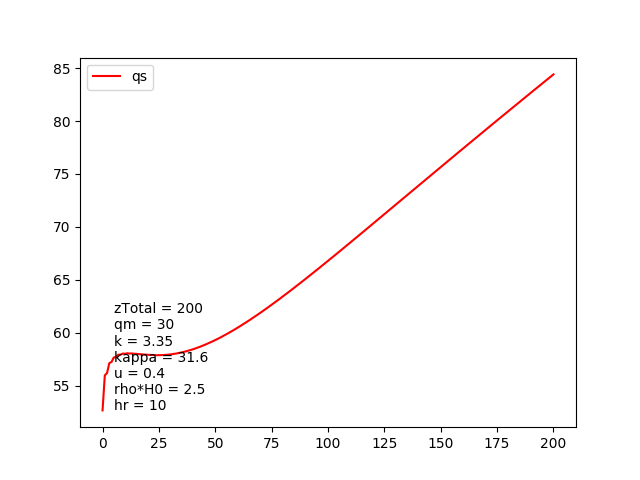 qs
85
80
75
70
65
60
55
zTotal = 200
qm = 30
k = 3.35
kappa = 31.6
u = 0.4
rho*H0 = 2.5
hr = 10
0 25 50 75 100 125 150 175 200